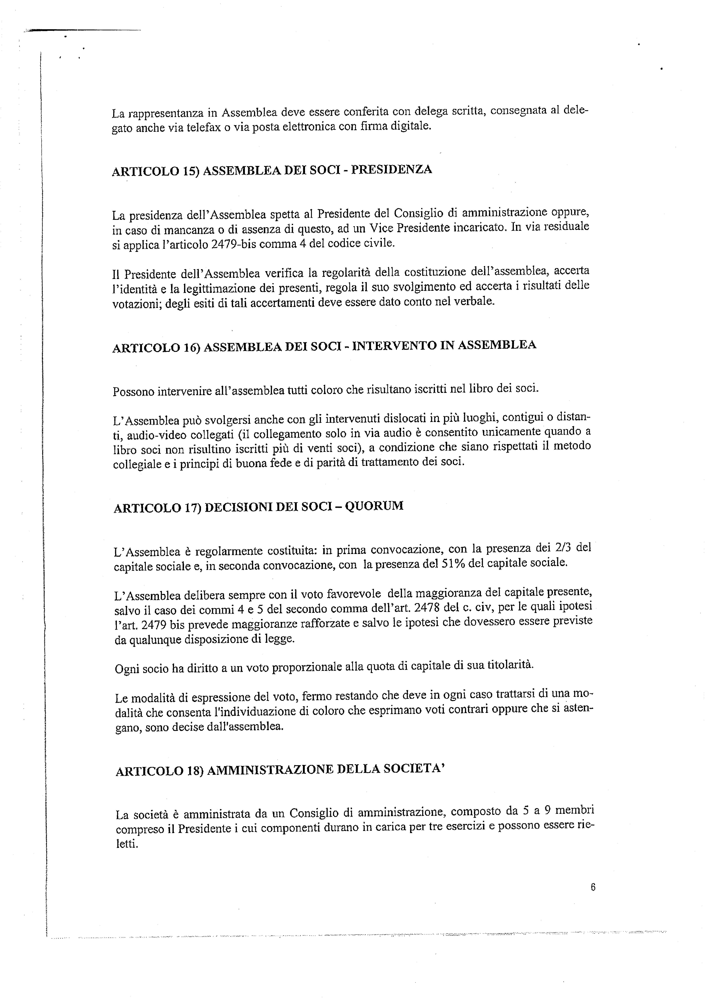 La rappresentanza in Assemblea deve essere conferita con delega scritta, consegnata al dele-
gato anche via telefax o via posta elettronica con firma digitale.
ARTICOLO 15) ASSEMBLEA DEI SOCI - PRESIDENZA
La presidenza dell'Assemblea spetta al Presidente del Consiglio di amministrazione oppure,
in caso di mancanza o di assenza di questo, ad un Vice Presidente incaricato. In via residuale
si applica l'articolo 2479-bis comma 4 del codice civile.
Il Presidente dell'Assemblea verifica la regolarità della costituzione dell'assemblea, accerta
l'identità e la legittimazione dei presenti, regola il suo svolgimento ed accerta i risultati delle
votazioni; degli esiti di tali accertamenti deve essere dato conto nel verbale.
ARTICOLO 16) ASSEMBLEA DEI SOCI - INTERVENTO IN ASSEMBLEA
Possono intervenire all'assemblea tutti coloro che risultano iscritti nel libro dei soci.
L'Assemblea può svolgersi anche con gli intervenuti dislocati in più luoghi, contigui o distan-
ti, audio-video collegati (il collegamento solo in via audio è consentito unicamente quando a
libro soci non risultino iscritti più di venti soci), a condizione che siano rispettati il metodo
collegiale e i principi di buona fede e di parità di trattamento dei soci.
ARTICOLO 17) DECISIONI DEI SOCI – QUORUM
L'Assemblea è regolarmente costituita: in prima convocazione, con la presenza dei 2/3 del
capitale sociale e, in seconda convocazione, con la presenza del 51% del capitale sociale.
L'Assemblea delibera sempre con il voto favorevole della maggioranza del capitale presente,
salvo il caso dei commi 4 e 5 del secondo comma dell'art. 2478 del c. civ, per le quali ipotesi
l'art. 2479 bis prevede maggioranze rafforzate e salvo le ipotesi che dovessero essere previste
da qualunque disposizione di legge.
Ogni socio ha diritto a un voto proporzionale alla quota di capitale di sua titolarità.
Le modalità di espressione del voto, fermo restando che deve in ogni caso trattarsi di una mo-
dalità che consenta l'individuazione di coloro che esprimano voti contrari oppure che si asten-
gano, sono decise dall'assemblea.
ARTICOLO 18) AMMINISTRAZIONE DELLA SOCIETA'
La società è amministrata da un Consiglio di amministrazione, composto da 5 a 9 membri
compreso il Presidente i cui componenti durano in carica per tre esercizi e possono essere rie-
letti.
6